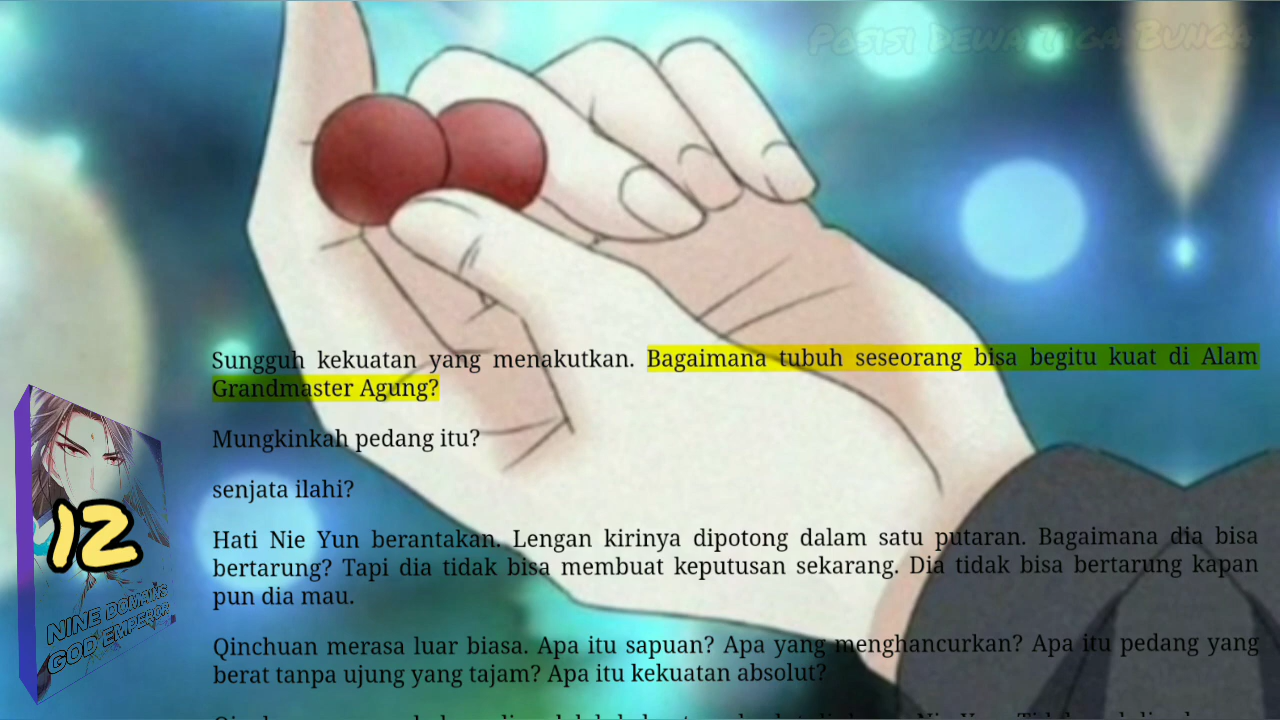 Posisi Dewa Tiga Bunga
Sungguh kekuatan yang menakutkan. Bagaimana tubuh seseorang bisa begitu kuat di Alam
Grandmaster Agung?
Mungkinkah pedang itu?
senjata ilahi?
Hati Nie Yun berantakan. Lengan kirinya dipotong dalam satu putaran. Bagaimana dia bisa
bertarung? Tapi dia tidak bisa membuat keputusan sekarang. Dia tidak bisa bertarung kapan
pun dia mau.
Qinchuan merasa luar biasa. Apa itu sapuan? Apa yang menghancurkan? Apa itu pedang yang
berat tanpa ujung yang tajam? Apa itu kekuatan absolut?
12
NINE DOMAINS
GOD EMPEROR